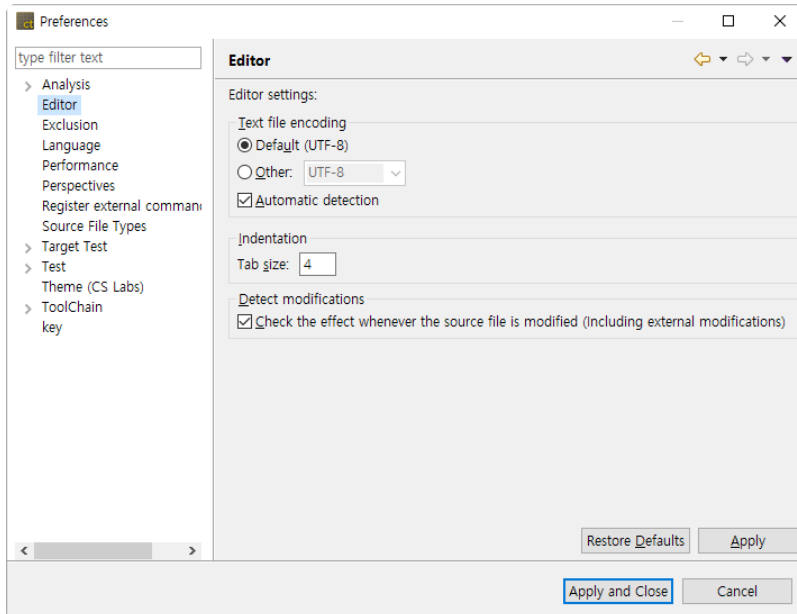 ct
Preferences
type filter text
Analysis
Editor
Exclusion
Language
Performance
Perspectives
Register external comman
Source File Types
Target Test
Test
Theme (CS Labs)
ToolChain
key
Editor
Editor settings:
Text file encoding
Default (UTF-8)
Other: UTF-8
Automatic detection
Indentation
Tab size: 4
Detect modifications
Check the effect whenever the source file is modified (Including external modifications)
Restore Defaults Apply
Apply and Close Cancel